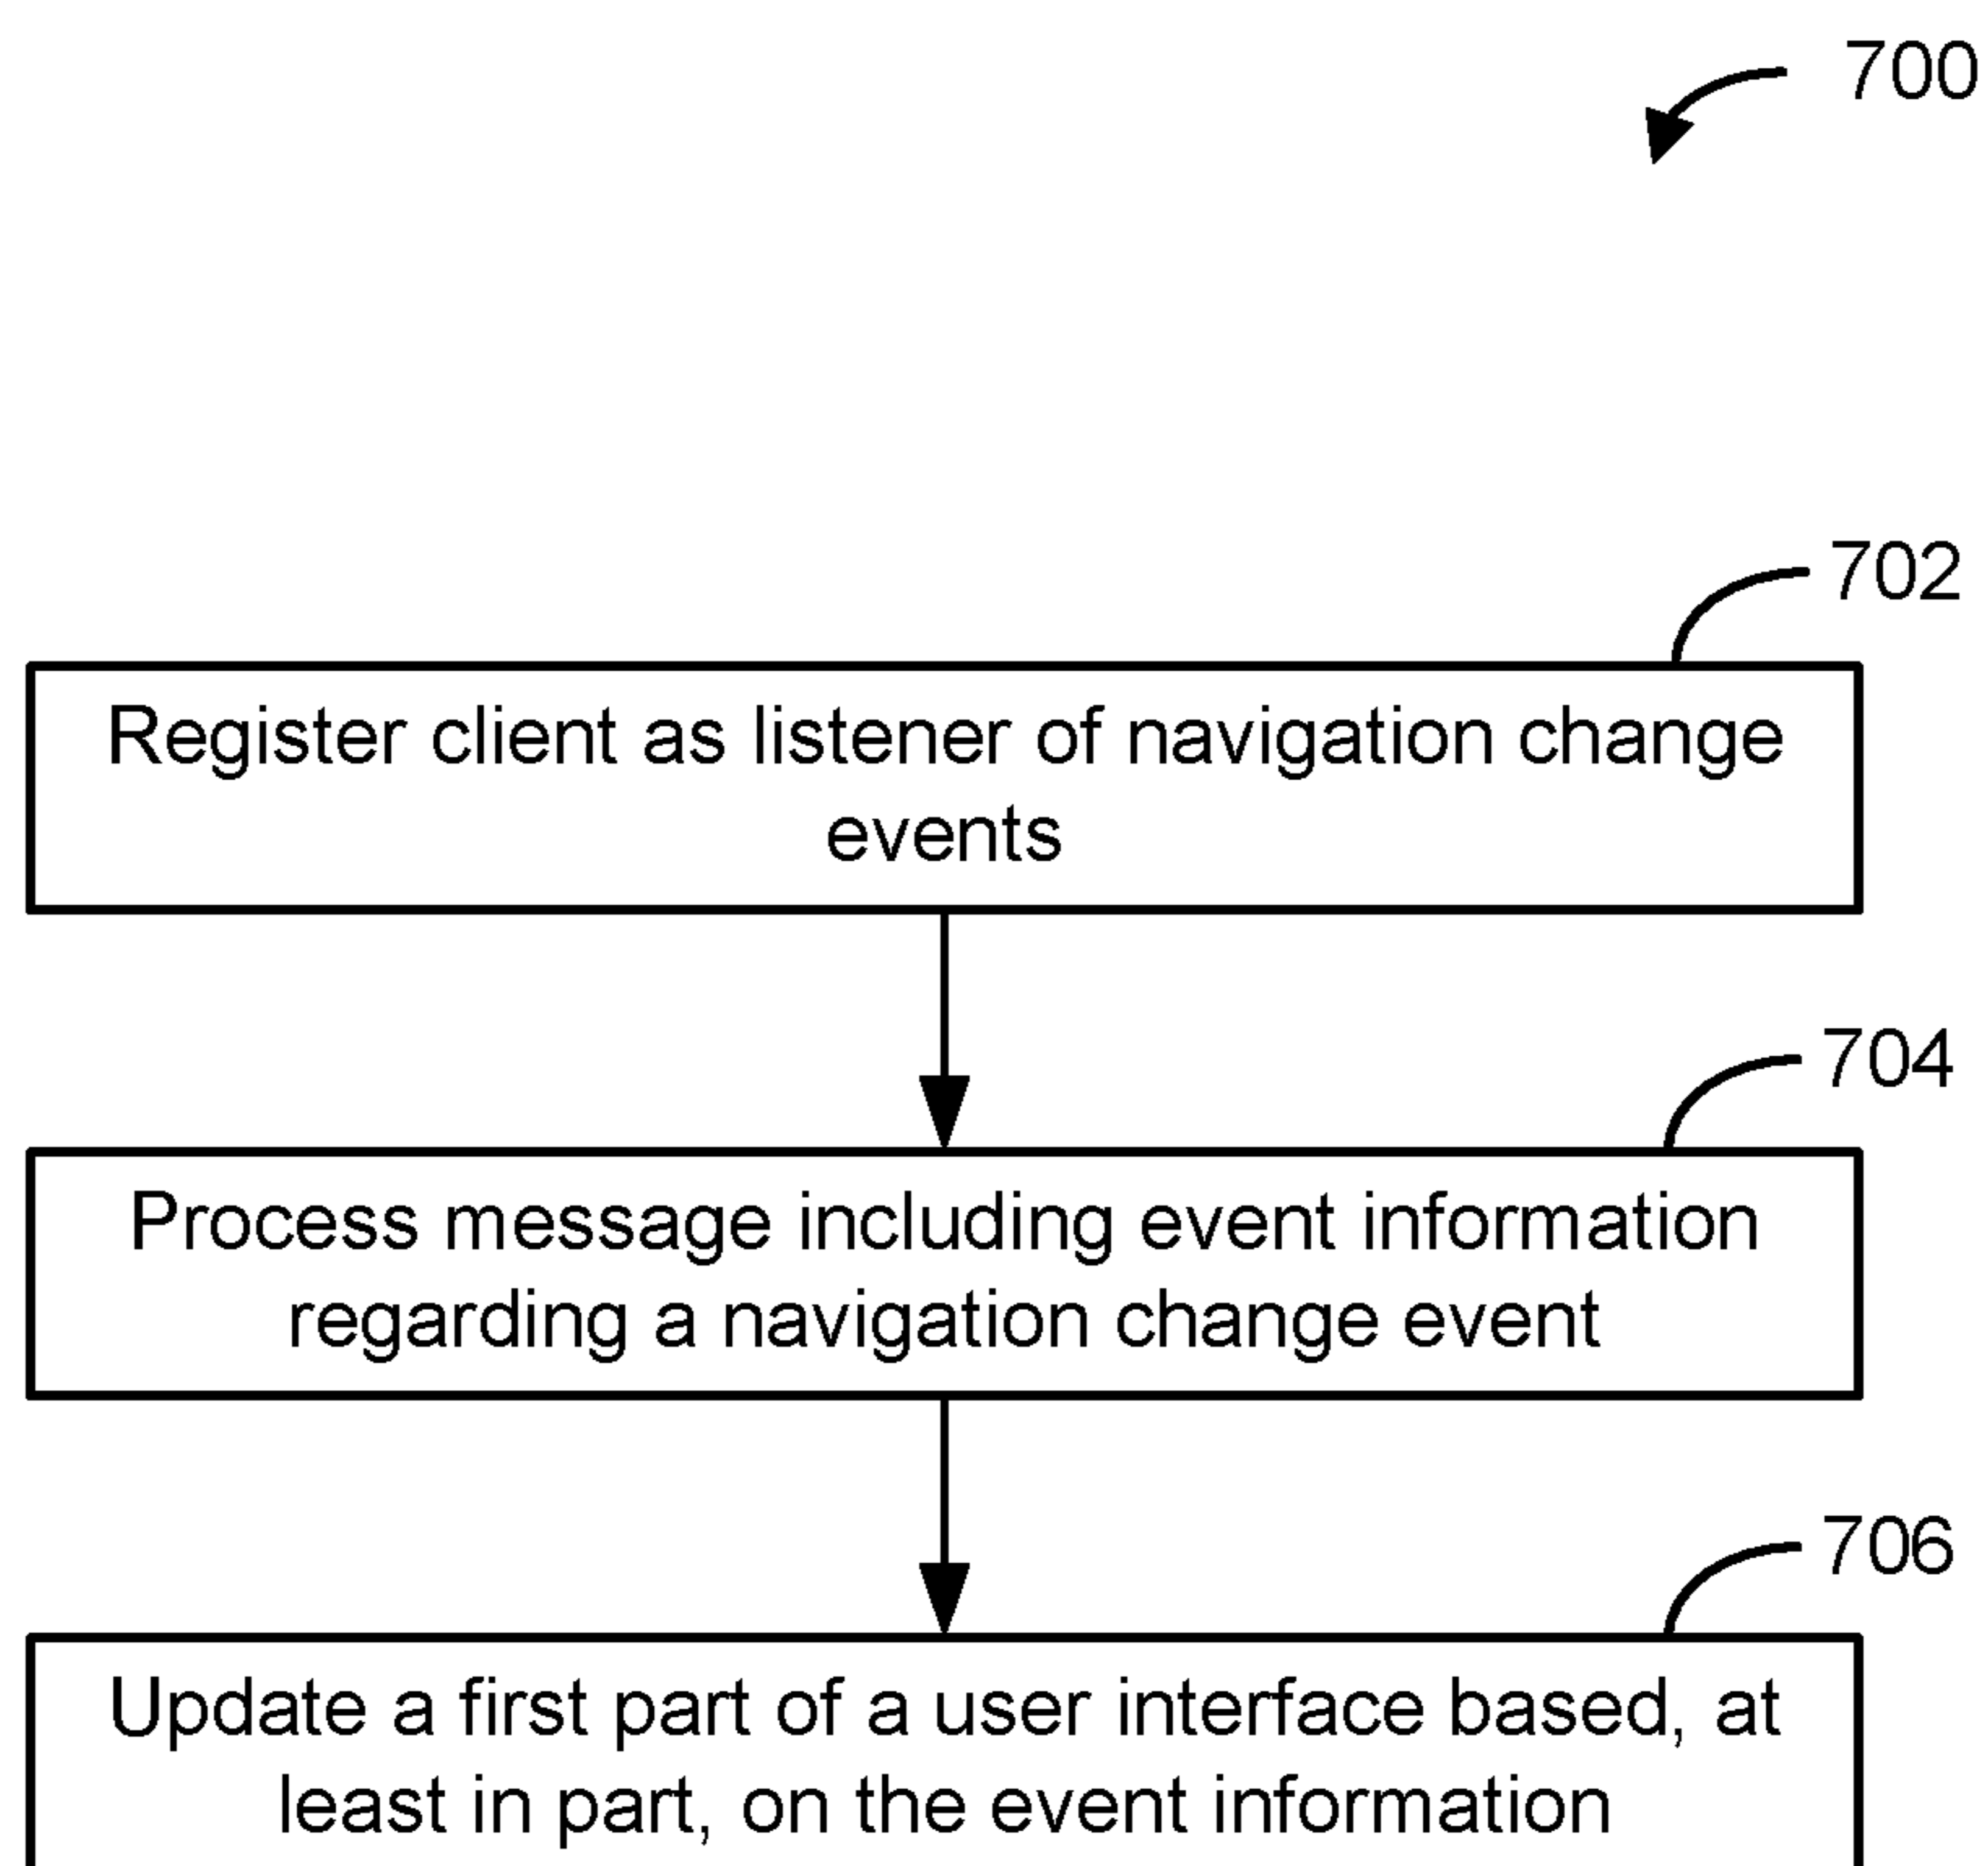 700
702
Register client as listener of navigation change
events
704
Process message including event information
regarding a navigation change event
706
Update a first part of a user interface based, at
least in part, on the event information